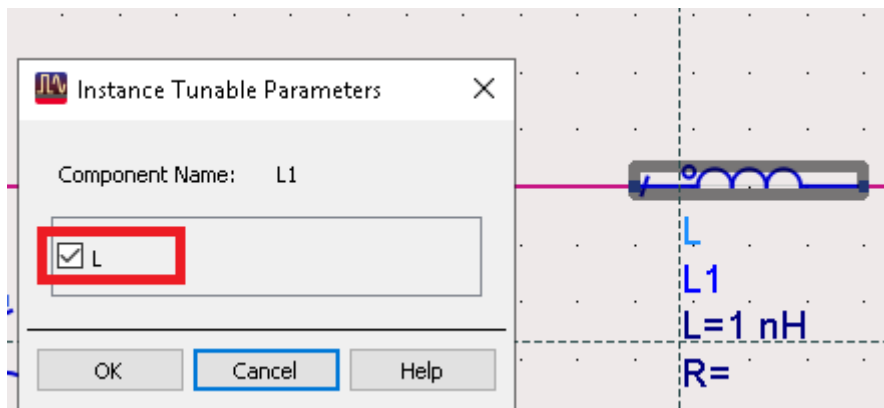 Instance Tunable Parameters
Component Name: L1
L
OK Cancel Help
L
L1
L=1 nH
R=